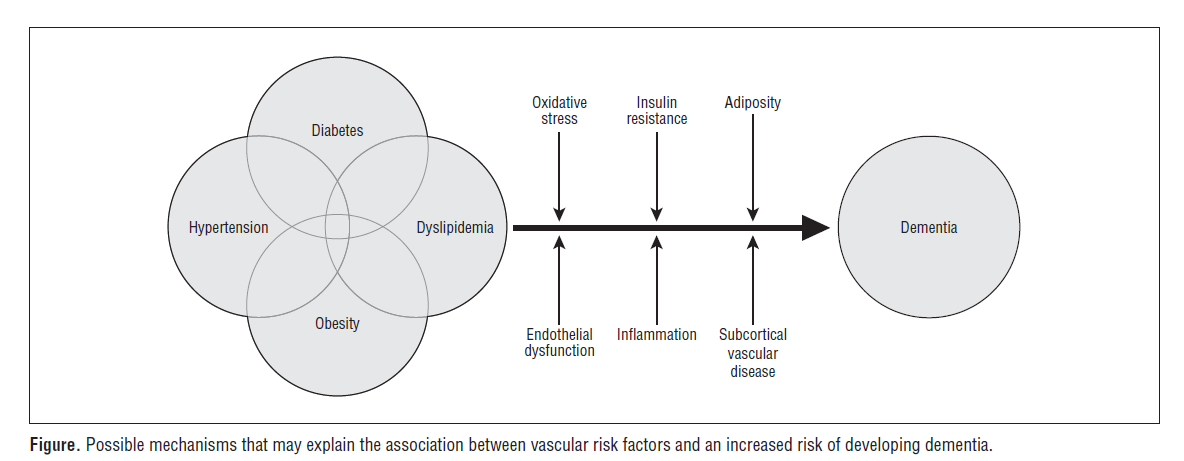 Diabetes
Hypertension
Dyslipidemia
Obesity
Oxidative
stress
Insulin
resistance
Adiposity
Endothelial
dysfunction
Inflammation
Subcortical
vascular
disease
Dementia
Figure. Possible mechanisms that may explain the association between vascular risk factors and an increased risk of developing dementia.